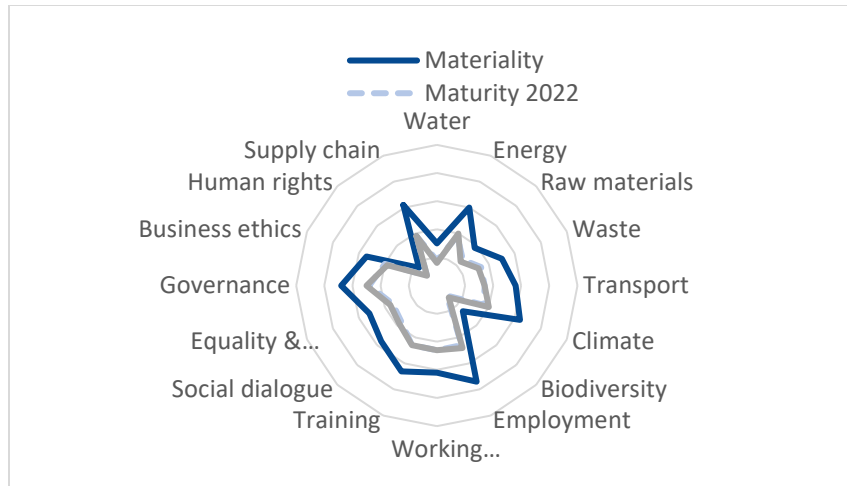 Materiality
Maturity 2022
Water
Energy
Raw materials
Waste
Transport
Climate
Biodiversity
Employment
Working...
Training
Social dialogue
Equality &...
Governance
Business ethics
Human rights
Supply chain